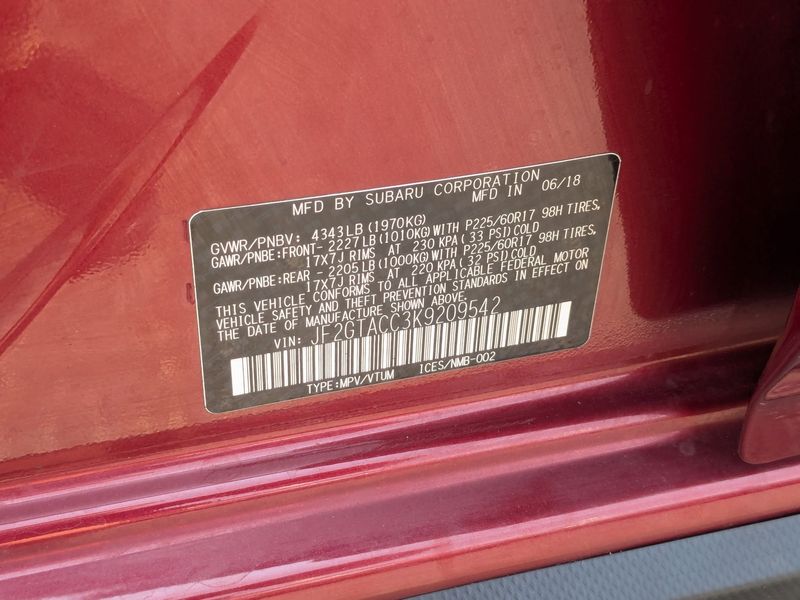 MFD BY SUBARU CORPORATION
MFD IN 06/18
GVWR/PNBV: 4343LB(1970KG)
GAWR/PNBE:FRONT-2227LB(1010KG)WITH P225/60R17 98H TIRES,
17X7J RIMS AT 230 KPA(33 PSI)COLD
GAWR/PNBE:REAR -2205LB(1000KG)WITH P225/60R17 98H TIRES,
17X7J RIMS AT 220 KPA(32 PSI)COLD
THIS VEHICLE CONFORMS TO ALL APPLICABLE FEDERAL MOTOR
VEHICLE SAFETY AND THEFT PREVENTION STANDARDS IN EFFECT ON
THE DATE OF MANUFACTURE SHOWN ABOVE.
VIN: JF2GTACC3K9209542
TYPE:MPV/VTUM ICES/NMB-002